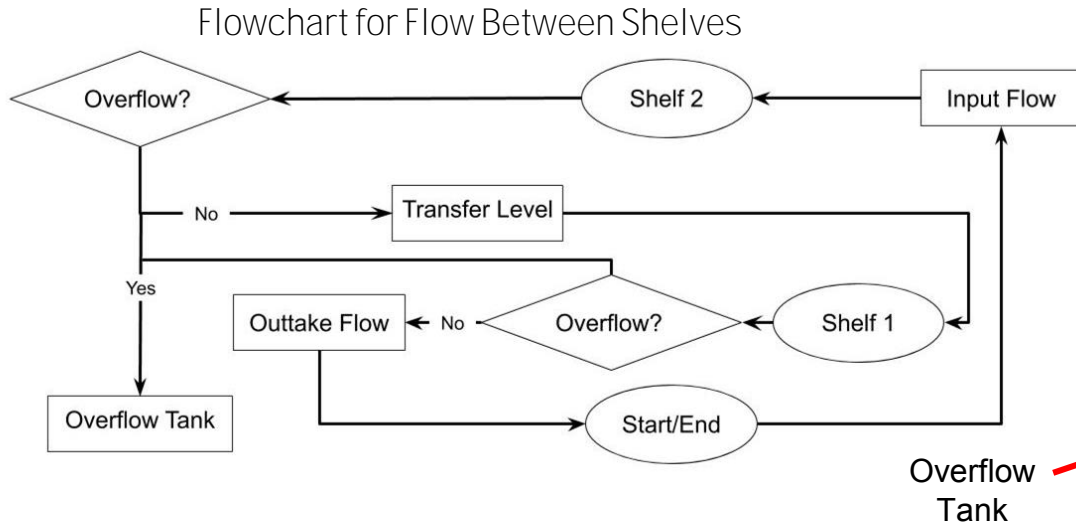 Flowchart for Flow Between Shelves
Overflow?
Shelf 2
Input Flow
No
Transfer Level
Yes
Outtake Flow
No
Overflow?
Shelf 1
Overflow Tank
Start/End
Overflow
Tank